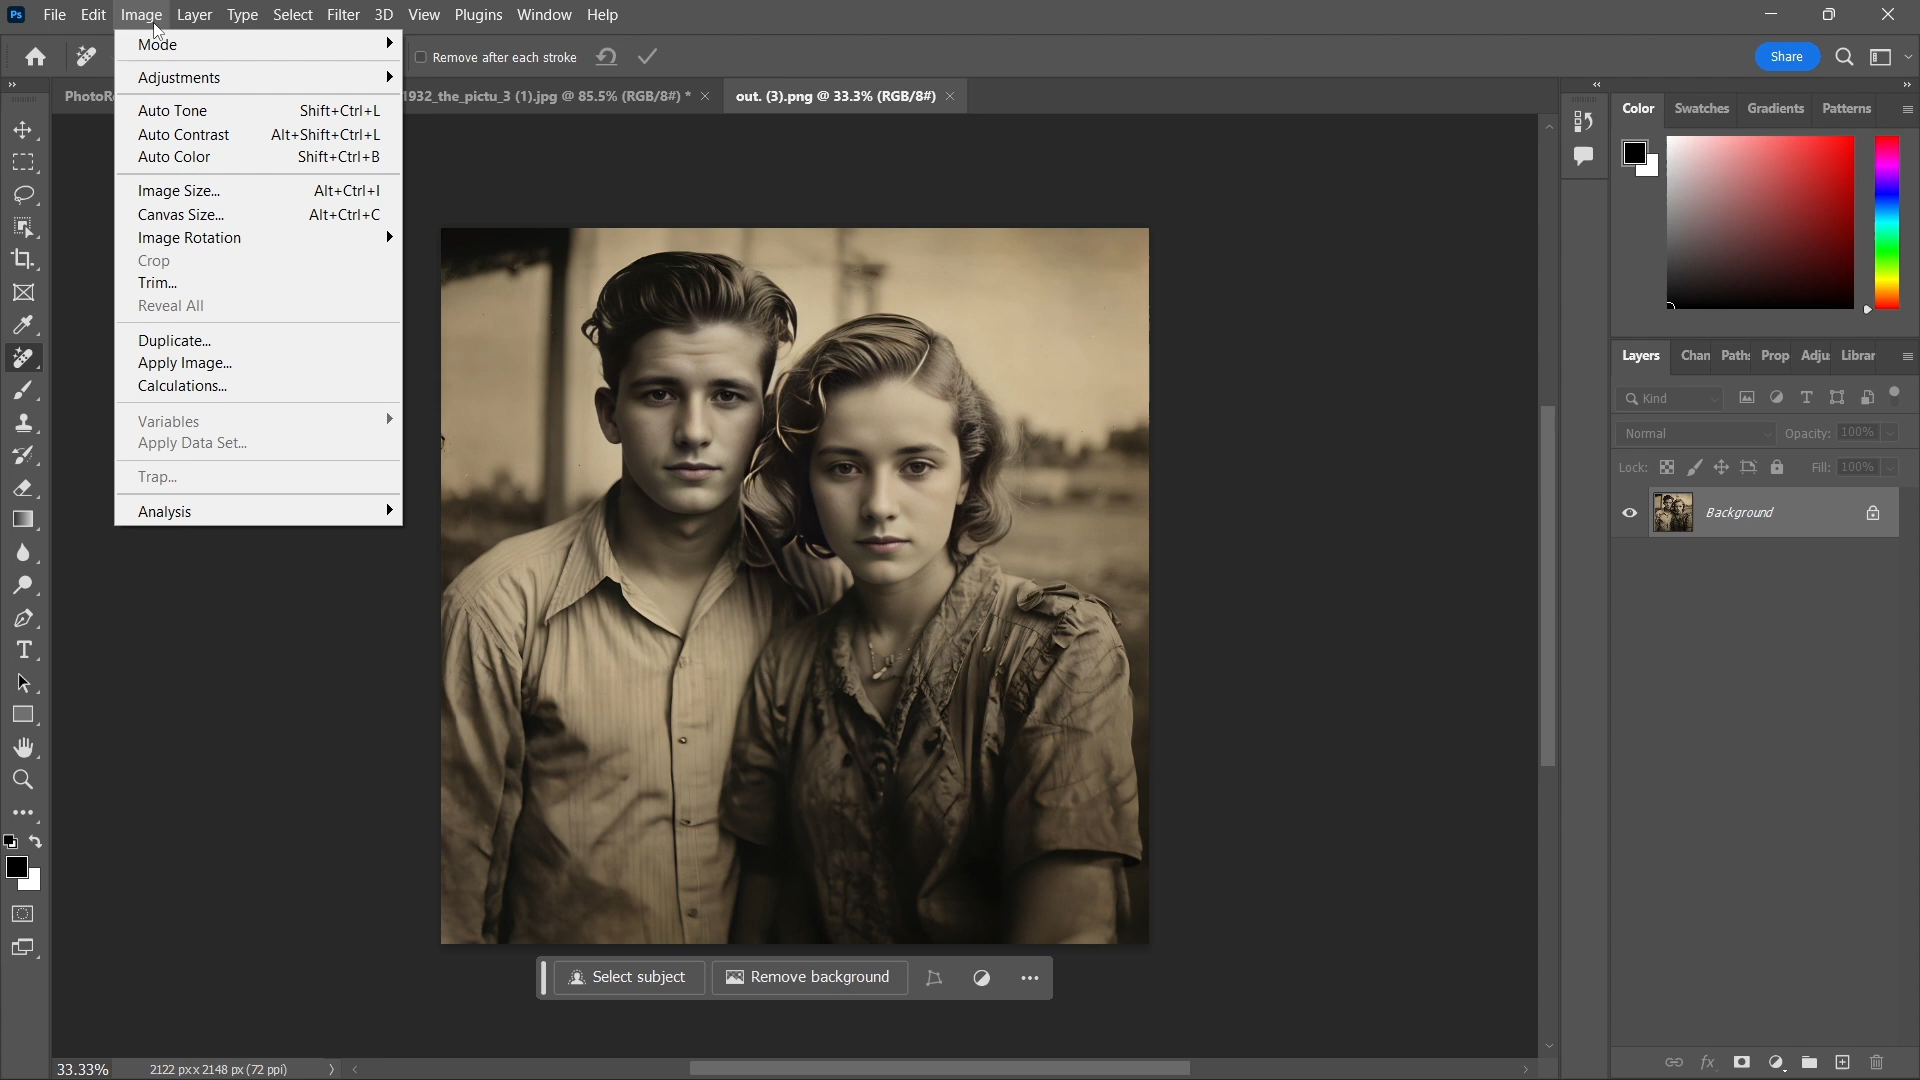 Ps File Edit Image Layer Type Select Filter 3D View Plugins Window Help
Remove after each stroke
Share
1932_the_pictu_3 (1).jpg @ 85.5% (RGB/8#) *
out. (3).png @ 33.3% (RGB/8#)
Mode
Adjustments
Auto Tone Shift+Ctrl+L
Auto Contrast Alt+Shift+Ctrl+L
Auto Color Shift+Ctrl+B
Image Size... Alt+Ctrl+I
Canvas Size... Alt+Ctrl+C
Image Rotation
Crop
Trim...
Reveal All
Duplicate...
Apply Image...
Calculations...
Variables
Apply Data Set...
Trap...
Analysis
Color Swatches Gradients Patterns
Layers Chan Paths Prop Adju Librar
Kind
Normal Opacity: 100%
Lock: Fill: 100%
Background
Select subject Remove background
33.33% 2122 px x 2148 px (72 ppi)